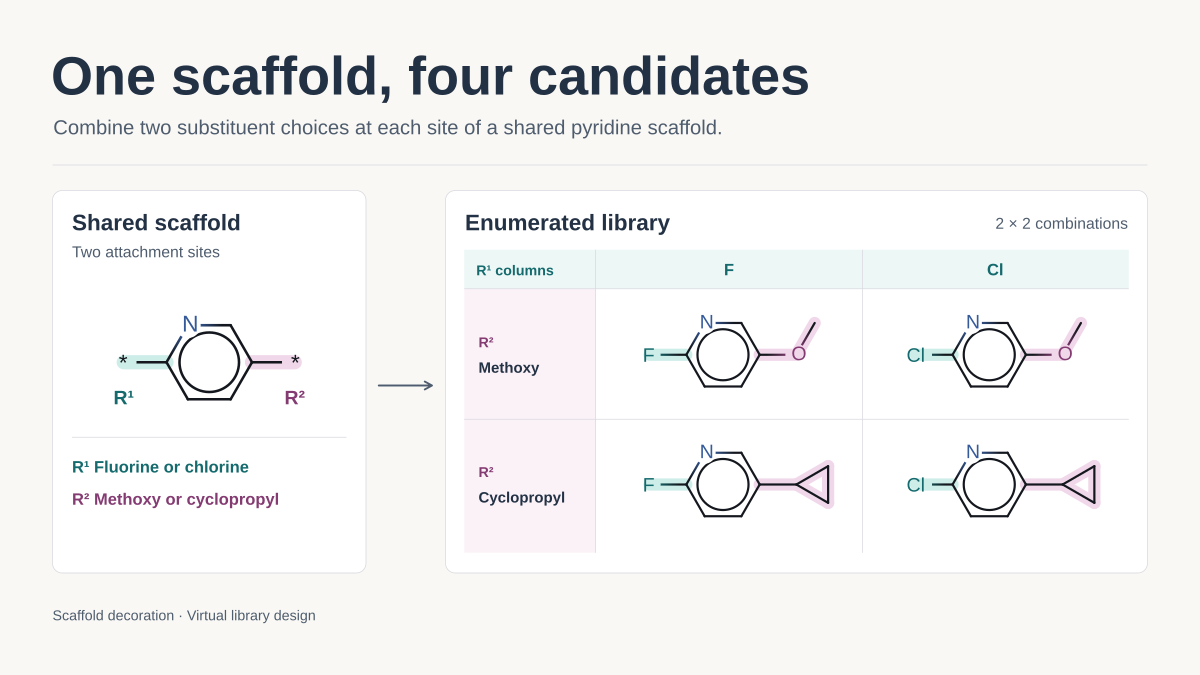 One scaffold, four candidates
Combine two substituent choices at each site of a shared pyridine scaffold.
Shared scaffold
Two attachment sites
N
* *
R¹ R²
R¹ Fluorine or chlorine
R² Methoxy or cyclopropyl
Enumerated library
2 × 2 combinations
R¹ columns F Cl
R²
Methoxy
N
F O
N
Cl O
R²
Cyclopropyl
N
F
N
Cl
Scaffold decoration · Virtual library design